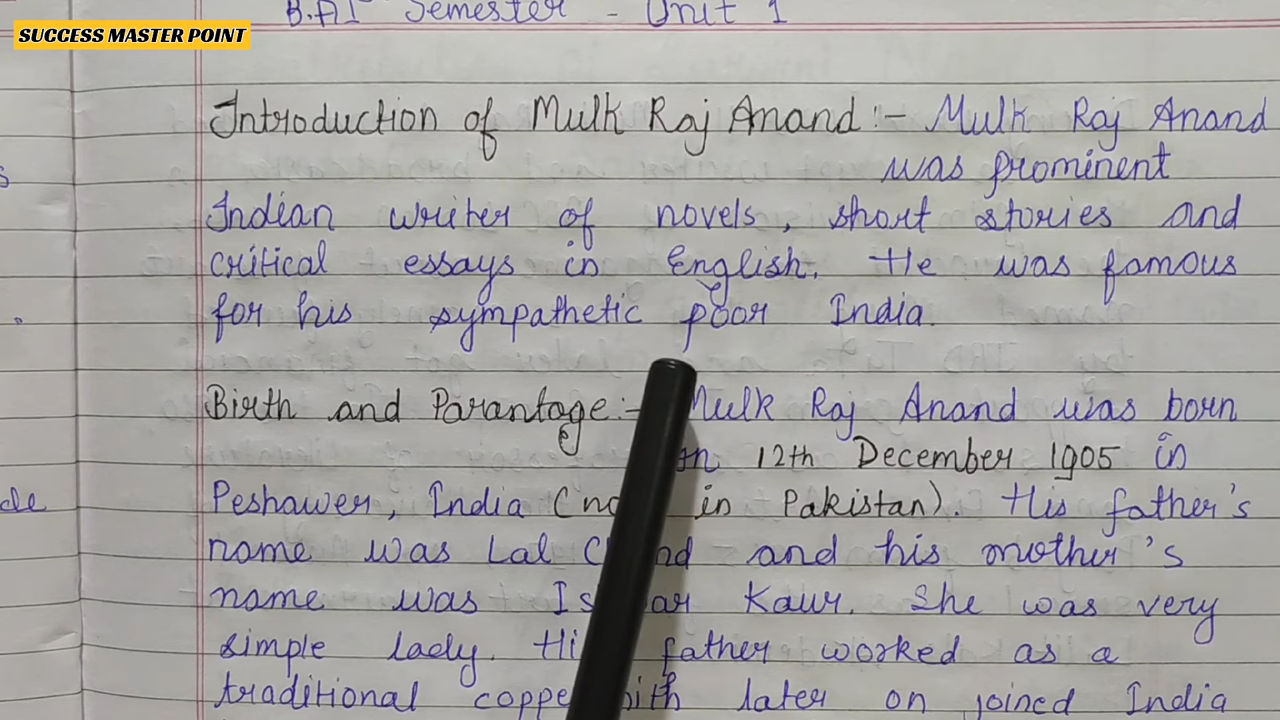 B.A I Semester - Unit 1
SUCCESS MASTER POINT
Introduction of Mulk Raj Anand :- Mulk Raj Anand
was prominent
Indian writer of novels, short stories and
critical essays in English. He was famous
for his sympathetic poor India.
Birth and Parantage :- Mulk Raj Anand was born
12th December 1905 in
Peshawer, India ( in Pakistan). His father's
name was Lal and his mother's
name was Kaur. She was very
simple lady. father worked as a
traditional later on joined India